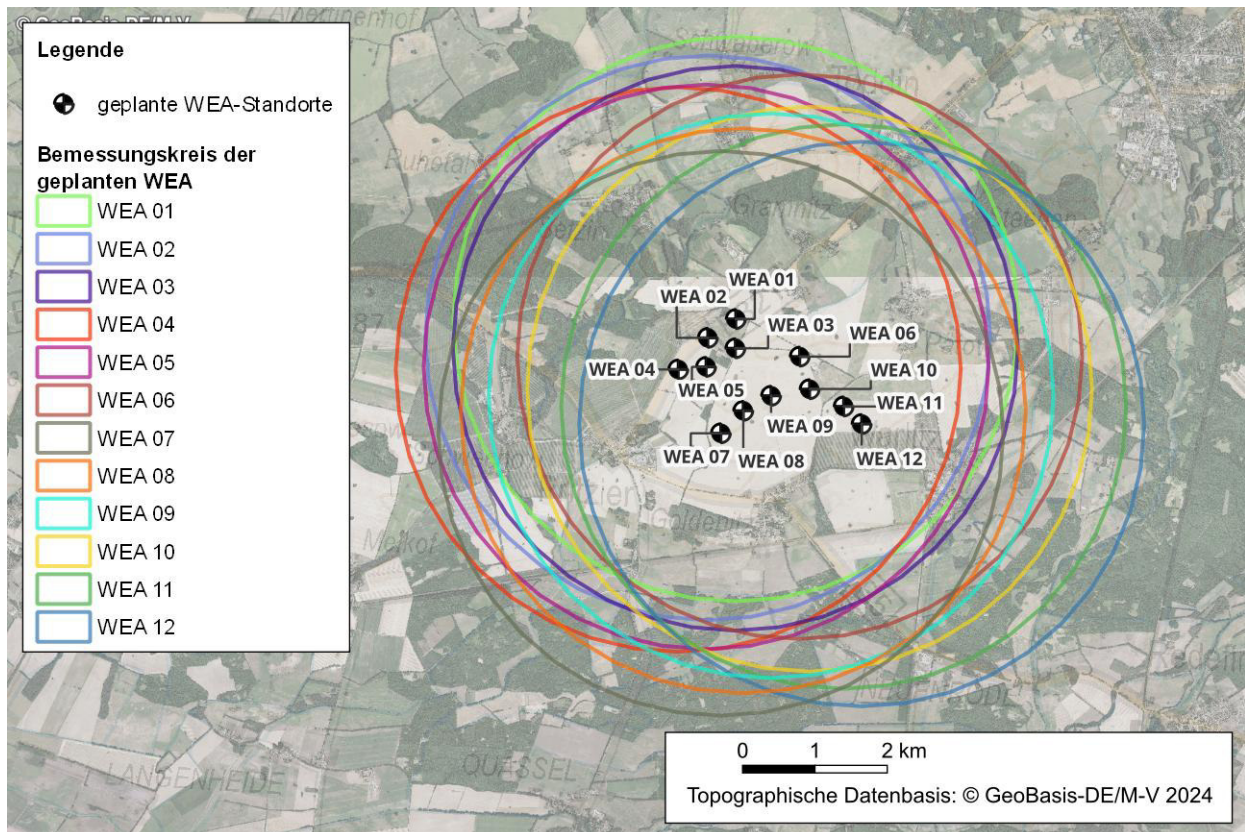 © GeoBasis-DE/M-V
Legende
geplante WEA-Standorte
Bemessungskreis der
geplanten WEA
WEA 01
WEA 02
WEA 03
WEA 04
WEA 05
WEA 06
WEA 07
WEA 08
WEA 09
WEA 10
WEA 11
WEA 12
WEA 01
WEA 02
WEA 03
WEA 06
WEA 04
WEA 05
WEA 10
WEA 11
WEA 09
WEA 12
WEA 07
WEA 08
Gramnitz
Melkof
LANGENHEIDE
QUASSEL
0 1 2 km
Topographische Datenbasis: © GeoBasis-DE/M-V 2024